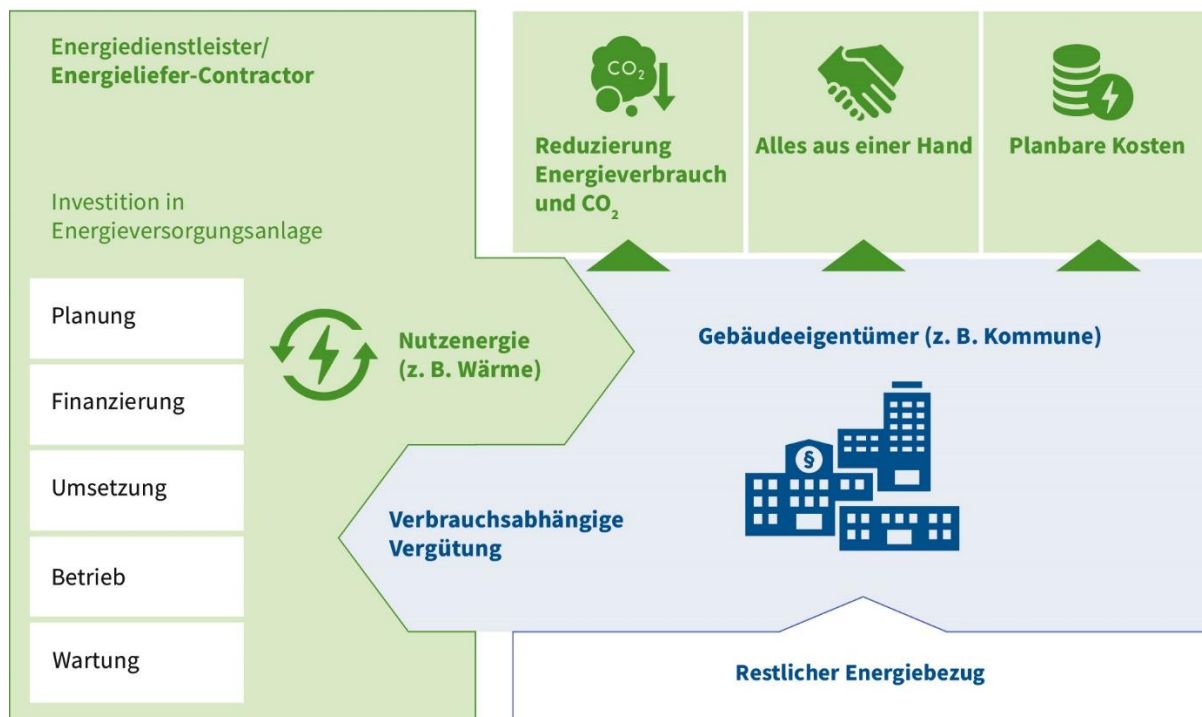 Energiedienstleister/
Energieliefer-Contractor
Investition in
Energieversorgungsanlage
Planung
Finanzierung
Umsetzung
Betrieb
Wartung
Nutzenergie
(z. B. Wärme)
Verbrauchsabhängige
Vergütung
CO₂
Reduzierung
Energieverbrauch
und CO₂
Alles aus einer Hand
Planbare Kosten
Gebäudeeigentümer (z. B. Kommune)
§
Restlicher Energiebezug